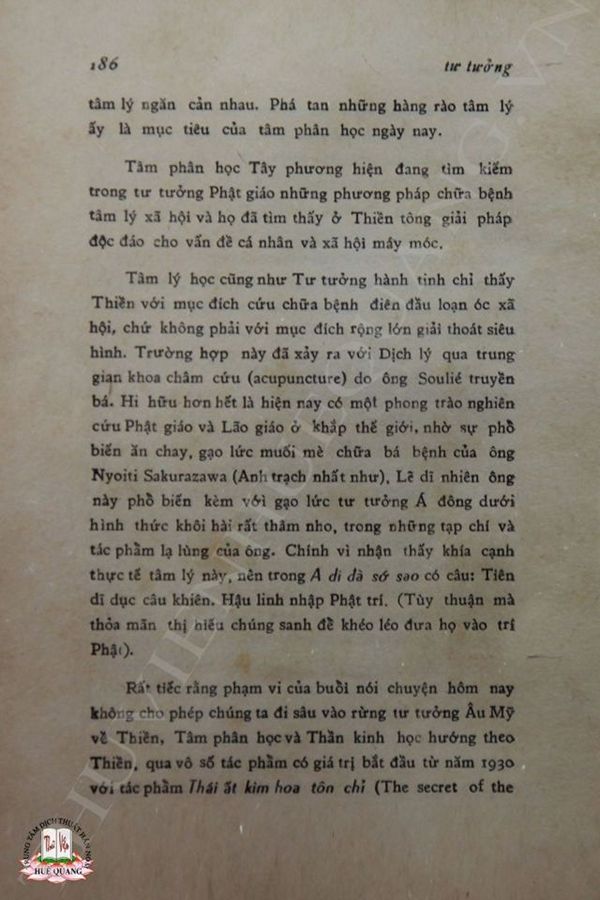 186
tư tưởng
tâm lý ngăn cản nhau. Phá tan những hàng rào tâm lý
ấy là mục tiêu của tâm phân học ngày nay.
Tâm phân học Tây phương hiện đang tìm kiếm
trong tư tưởng Phật giáo những phương pháp chữa bệnh
tâm lý xã hội và họ đã tìm thấy ở Thiền tông giải pháp
độc đáo cho vấn đề cá nhân và xã hội máy móc.
Tâm lý học cũng như Tư tưởng hành tinh chỉ thấy
Thiền với mục đích cứu chữa bệnh điên đầu loạn óc xã
hội, chứ không phải với mục đích rộng lớn giải thoát siêu
hình. Trường hợp này đã xảy ra với Dịch lý qua trung
gian khoa châm cứu (acupuncture) do ông Soulié truyền
bá. Hi hữu hơn hết là hiện nay có một phong trào nghiên
cứu Phật giáo và Lão giáo ở khắp thế giới, nhờ sự phổ
biến ăn chay, gạo lức muối mè chữa bá bệnh của ông
Nyoiti Sakurazawa (Anh trạch nhất như), Lẽ dĩ nhiên ông
này phổ biến kèm với gạo lức tư tưởng Á đông dưới
hình thức khôi hài rất thâm nho, trong những tạp chí và
tác phẩm lạ lùng của ông. Chính vì nhận thấy khía cạnh
thực tế tâm lý này, nên trong A di đà sớ sao có câu: Tiên
dĩ dục câu khiên. Hậu linh nhập Phật trí. (Tùy thuận mà
thỏa mãn thị hiếu chúng sanh để khéo léo đưa họ vào trí
Phật).
Rất tiếc rằng phạm vi của buổi nói chuyện hôm nay
không cho phép chúng ta đi sâu vào rừng tư tưởng Âu Mỹ
về Thiền, Tâm phân học và Thần kinh học hướng theo
Thiền, qua vô số tác phẩm có giá trị bắt đầu từ năm 1930
với tác phẩm Thái ất kim hoa tôn chỉ (The secret of the
TRUNG TÂM DỊCH THUẬT HÁN NÔM
HUỆ QUANG